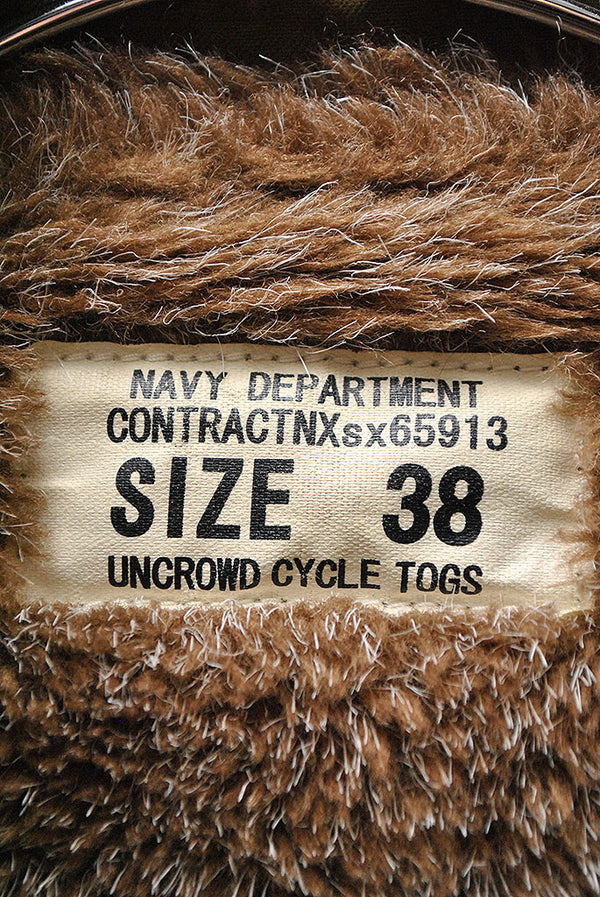 NAVY DEPARTMENT
CONTRACTNXsx65913
SIZE 38
UNCROWD CYCLE TOGS